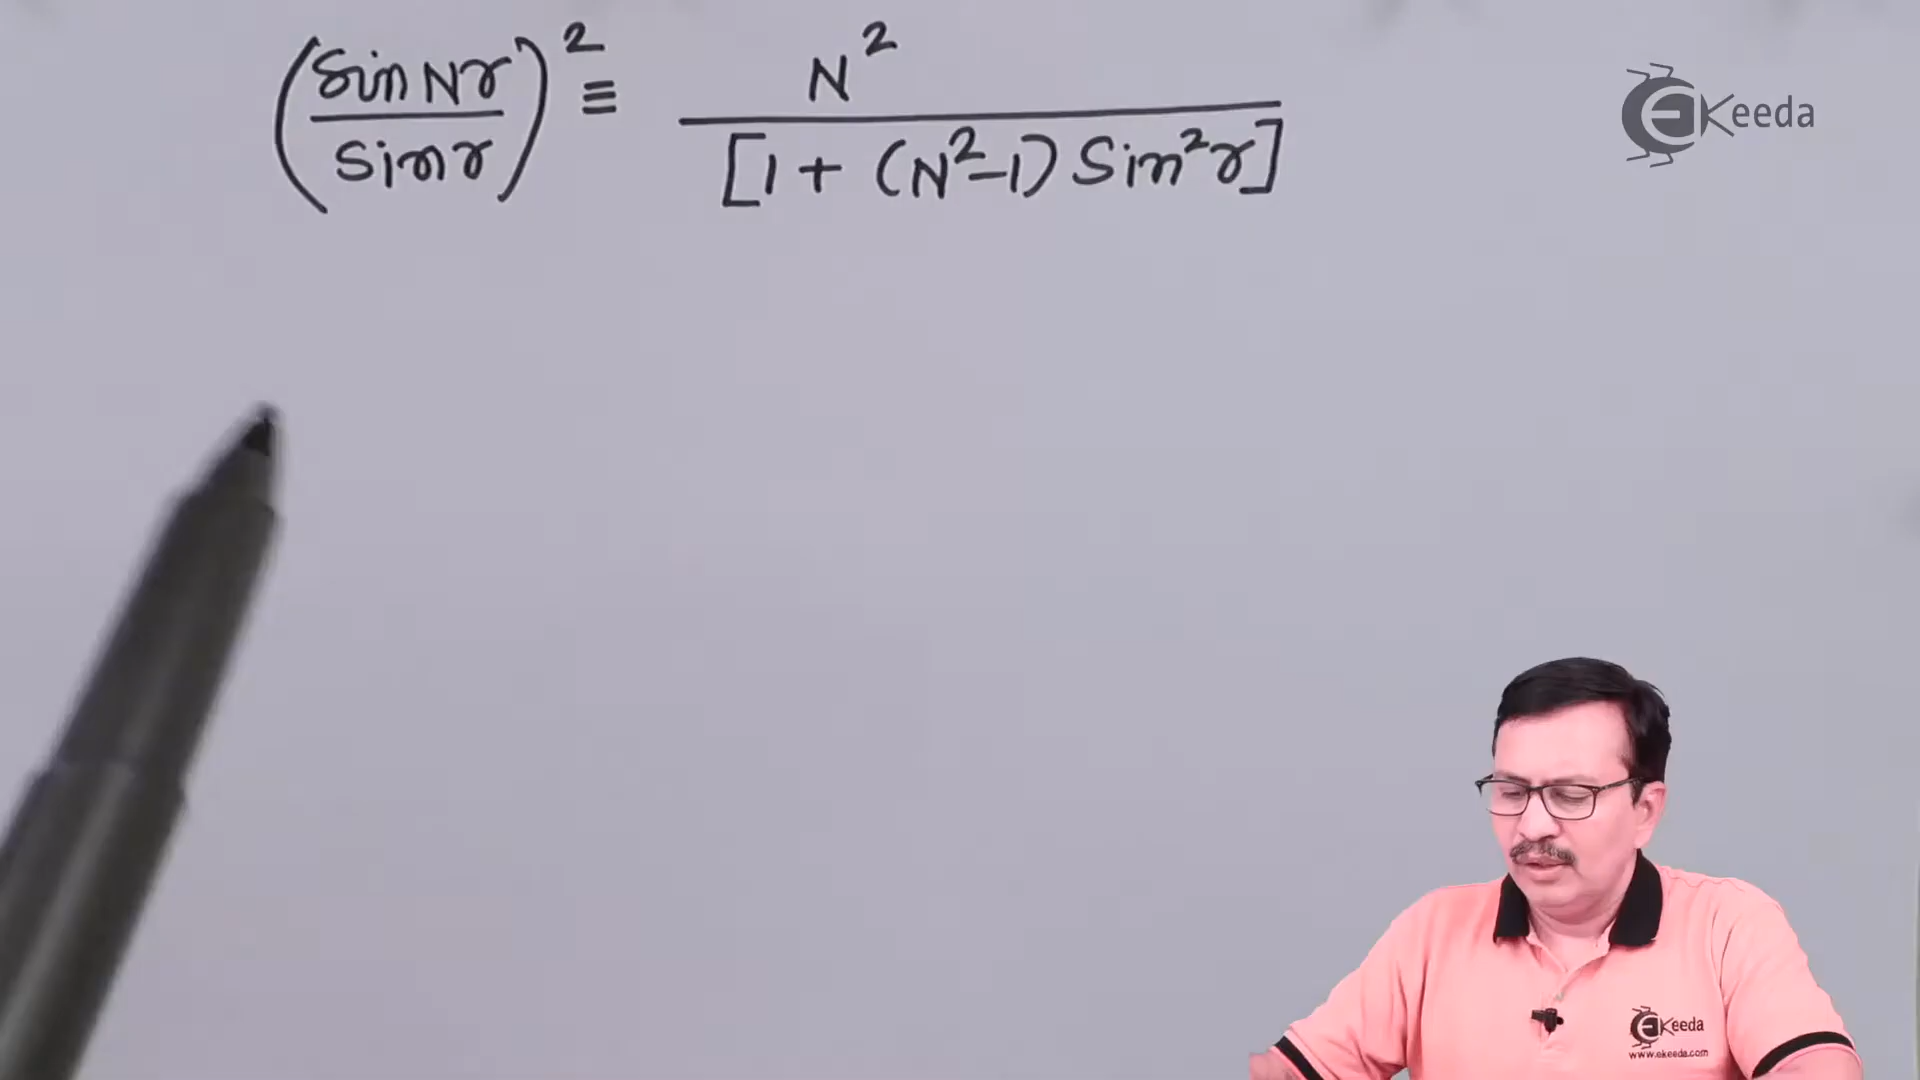 (Sin Nγ / Sin γ)² ≡ N² / [1 + (N²-1) Sin²γ]
EKeeda
EKeeda
www.ekeeda.com